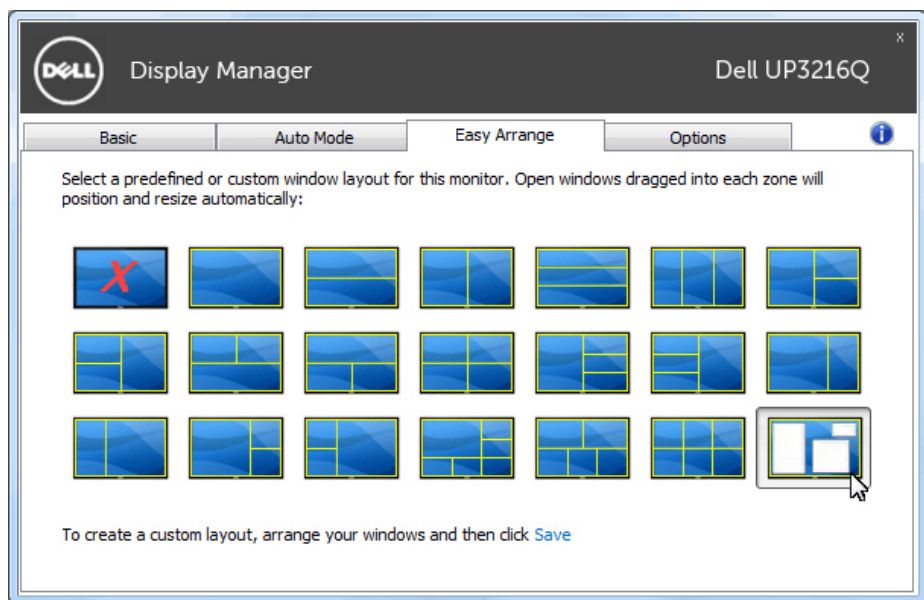 DELL
Display Manager
Dell UP3216Q
x
Basic
Auto Mode
Easy Arrange
Options
i
Select a predefined or custom window layout for this monitor. Open windows dragged into each zone will
position and resize automatically:
X
To create a custom layout, arrange your windows and then click Save